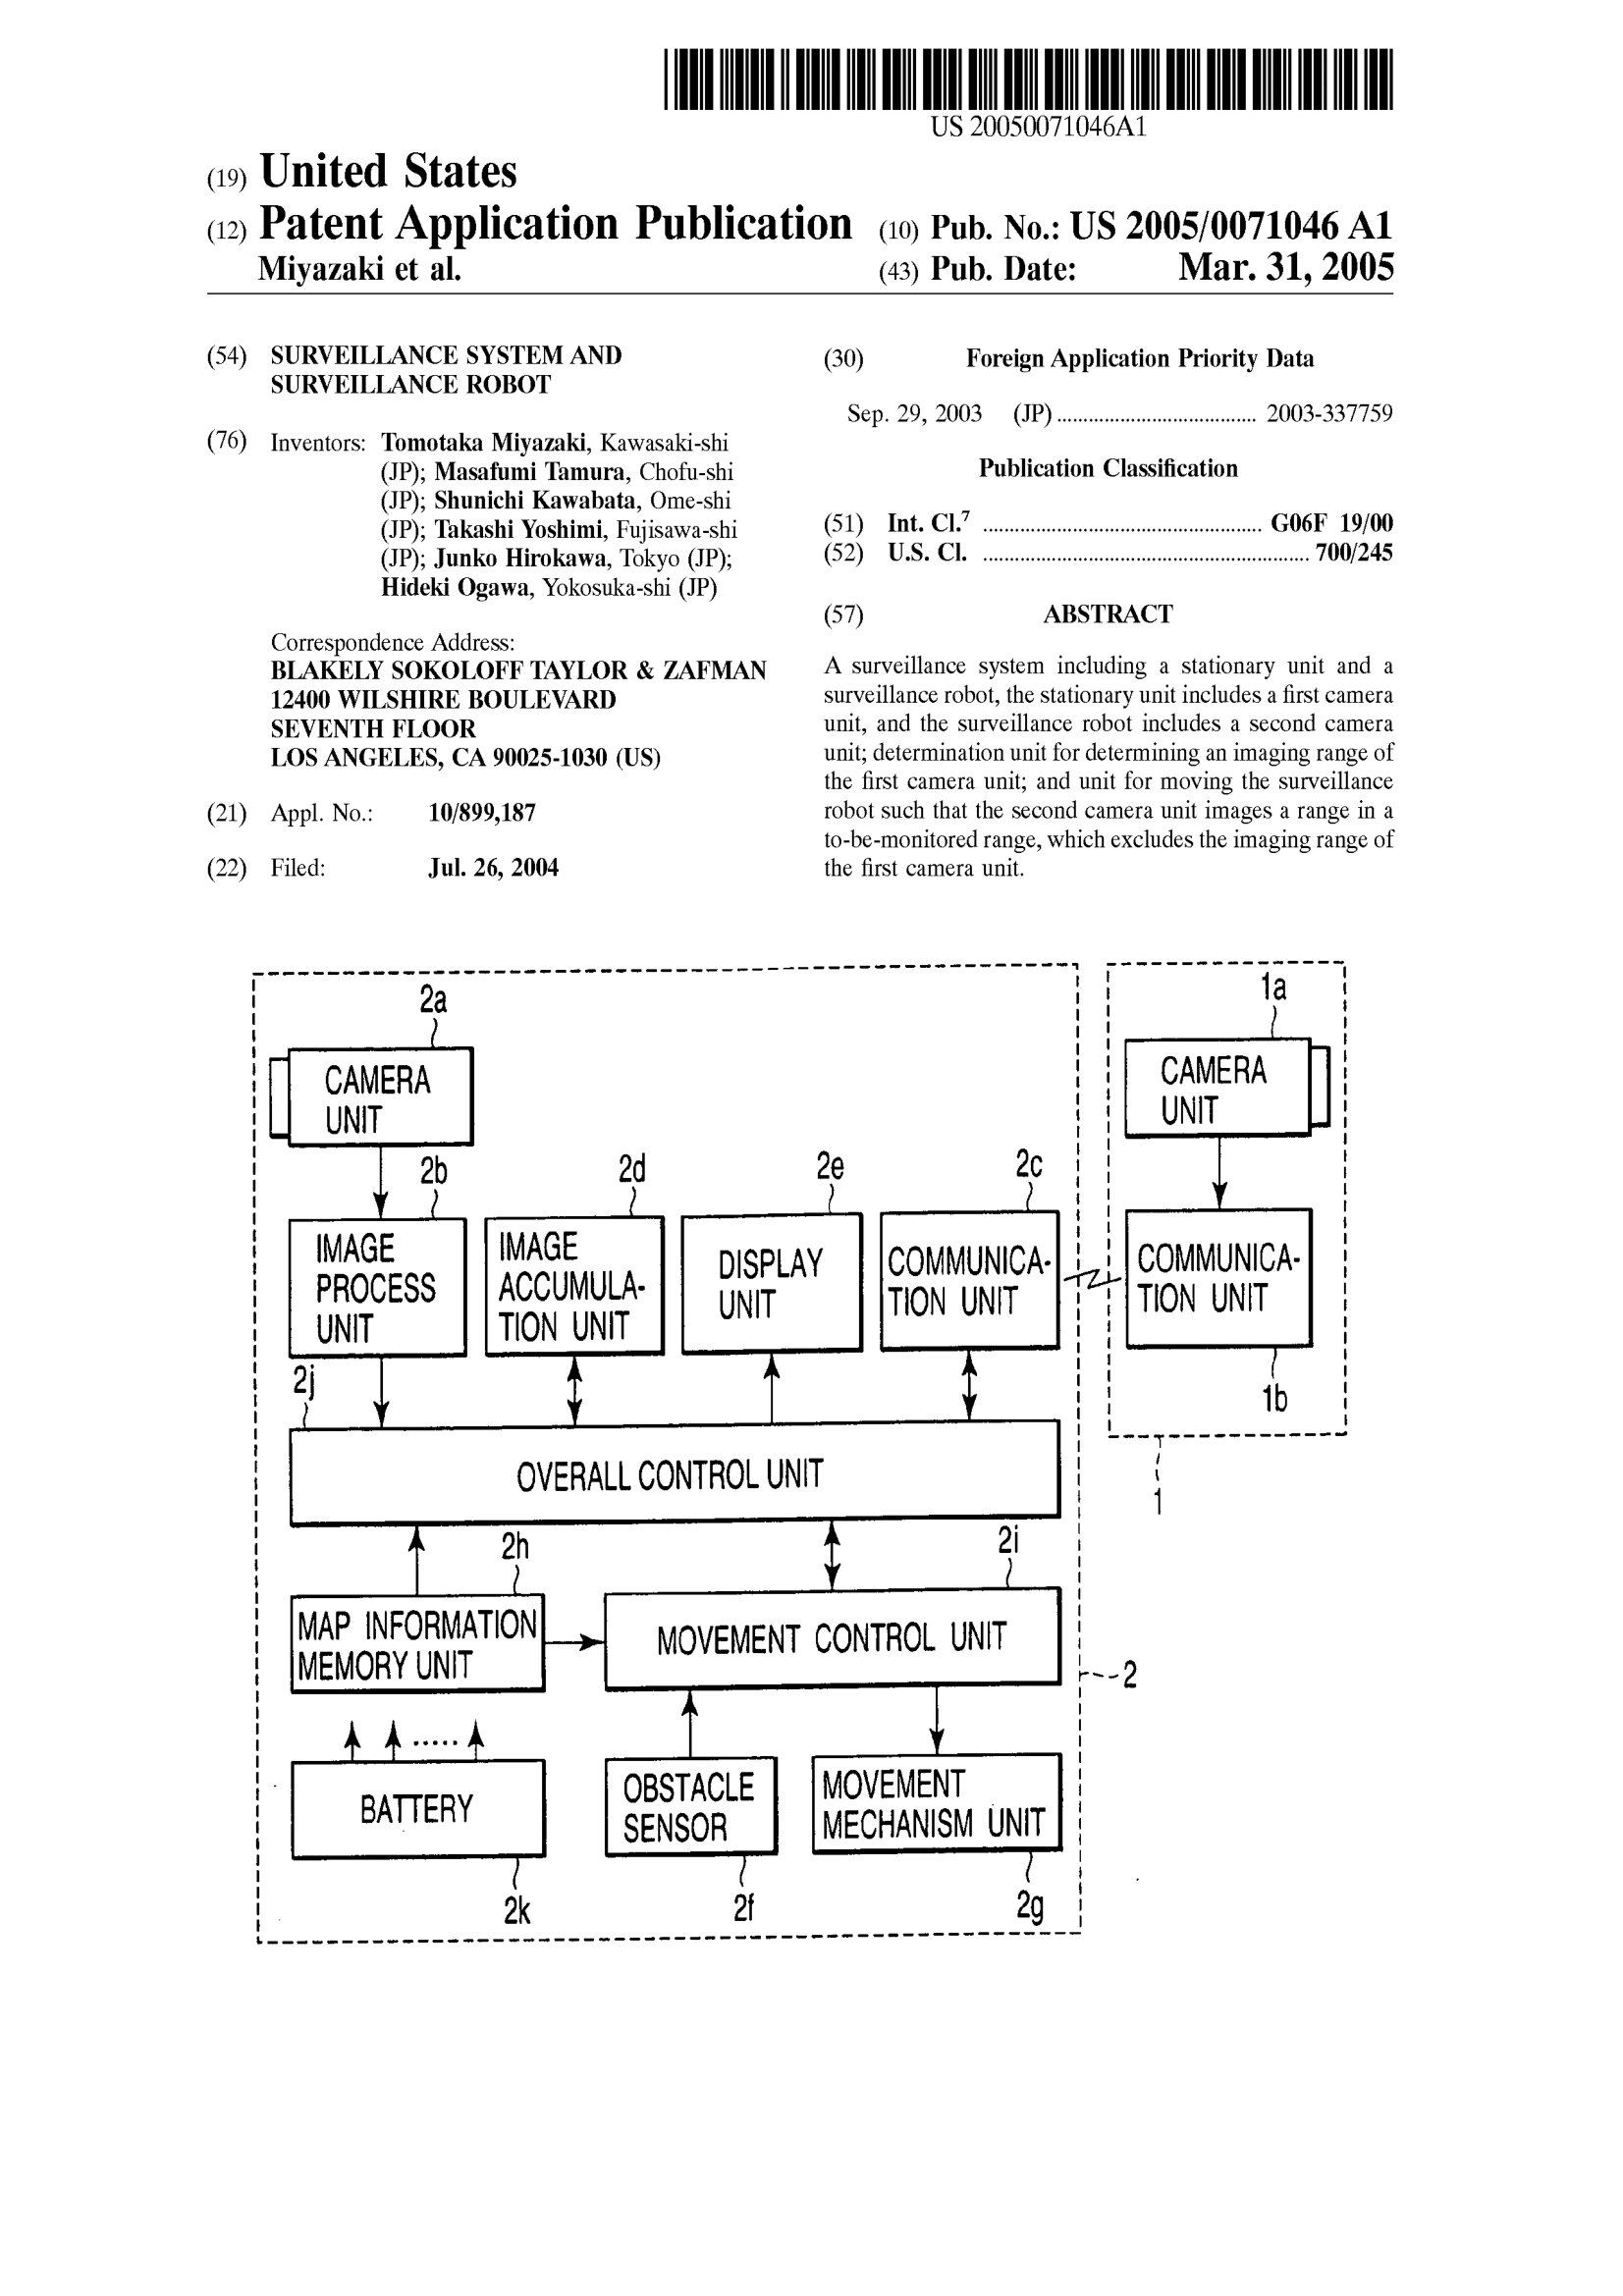 US 20050071046A1
(19) United States
(12) Patent Application Publication
Miyazaki et al.
(10) Pub. No.: US 2005/0071046 A1
(43) Pub. Date: Mar. 31, 2005
(54) SURVEILLANCE SYSTEM AND
SURVEILLANCE ROBOT
(76) Inventors: Tomotaka Miyazaki, Kawasaki-shi
(JP); Masafumi Tamura, Chofu-shi
(JP); Shunichi Kawabata, Ome-shi
(JP); Takashi Yoshimi, Fujisawa-shi
(JP); Junko Hirokawa, Tokyo (JP);
Hideki Ogawa, Yokosuka-shi (JP)
Correspondence Address:
BLAKELY SOKOLOFF TAYLOR & ZAFMAN
12400 WILSHIRE BOULEVARD
SEVENTH FLOOR
LOS ANGELES, CA 90025-1030 (US)
(21) Appl. No.: 10/899,187
(22) Filed: Jul. 26, 2004
(30) Foreign Application Priority Data
Sep. 29, 2003 (JP) ...................................... 2003-337759
Publication Classification
(51) Int. Cl.7 ..................................................... G06F 19/00
(52) U.S. Cl. .............................................................. 700/245
(57) ABSTRACT
A surveillance system including a stationary unit and a
surveillance robot, the stationary unit includes a first camera
unit, and the surveillance robot includes a second camera
unit; determination unit for determining an imaging range of
the first camera unit; and unit for moving the surveillance
robot such that the second camera unit images a range in a
to-be-monitored range, which excludes the imaging range of
the first camera unit.
2a
CAMERA
UNIT
1a
CAMERA
UNIT
2b
IMAGE
PROCESS
UNIT
2d
IMAGE
ACCUMULA-
TION UNIT
2e
DISPLAY
UNIT
2c
COMMUNICA-
TION UNIT
COMMUNICA-
TION UNIT
1b
1
2j
OVERALL CONTROL UNIT
2h
MAP INFORMATION
MEMORY UNIT
2i
MOVEMENT CONTROL UNIT
2
.....
BATTERY
2k
OBSTACLE
SENSOR
2f
MOVEMENT
MECHANISM UNIT
2g